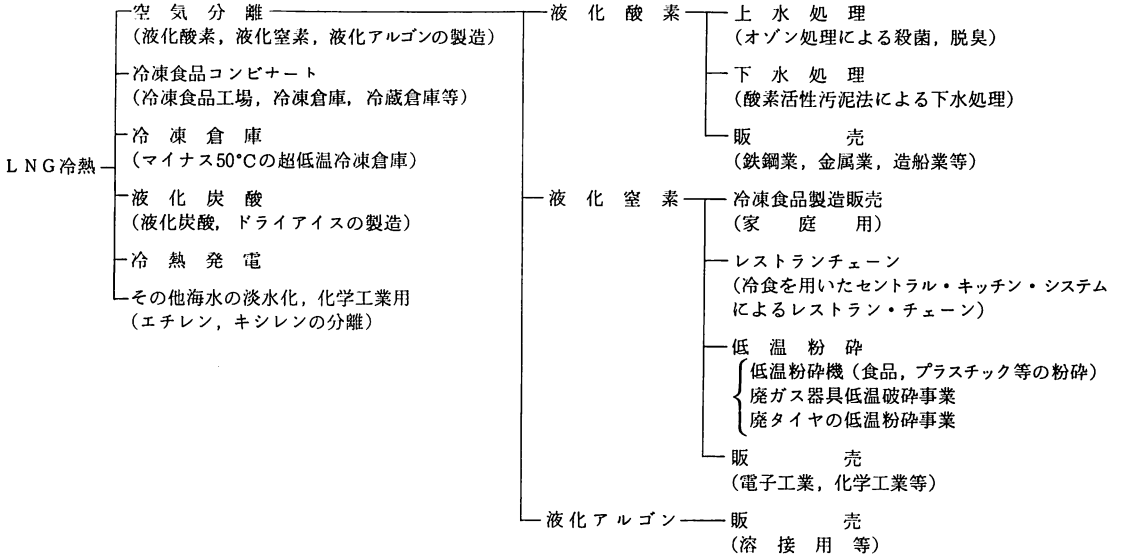 LNG冷熱
空気分離
(液化酸素,液化窒素,液化アルゴンの製造)
冷凍食品コンビナート
(冷凍食品工場,冷凍倉庫,冷蔵倉庫等)
冷凍倉庫
(マイナス50°Cの超低温冷凍倉庫)
液化炭酸
(液化炭酸,ドライアイスの製造)
冷熱発電
その他海水の淡水化,化学工業用
(エチレン,キシレンの分離)
液化酸素
上水処理
(オゾン処理による殺菌,脱臭)
下水処理
(酸素活性汚泥法による下水処理)
販売
(鉄鋼業,金属業,造船業等)
液化窒素
冷凍食品製造販売
(家庭用)
レストランチェーン
(冷食を用いたセントラル・キッチン・システム
によるレストラン・チェーン)
低温粉砕
低温粉砕機(食品,プラスチック等の粉砕)
廃ガス器具低温破砕事業
廃タイヤの低温粉砕事業
販売
(電子工業,化学工業等)
液化アルゴン
販売
(溶接用等)